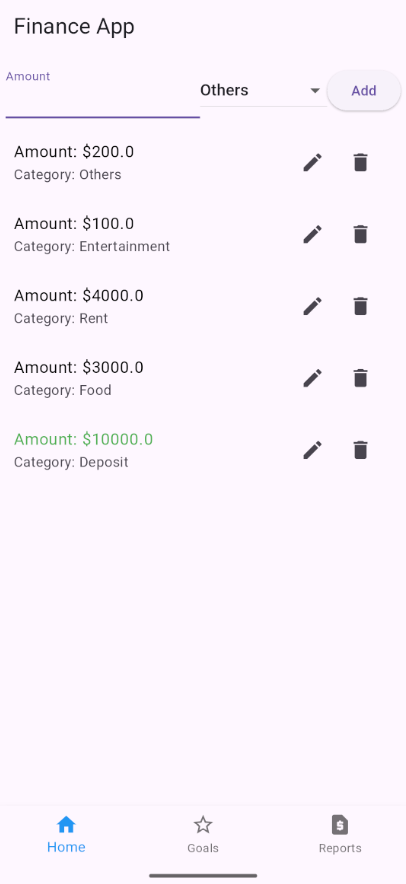 Finance App
Amount
Others
Add
Amount: $200.0
Category: Others
Amount: $100.0
Category: Entertainment
Amount: $4000.0
Category: Rent
Amount: $3000.0
Category: Food
Amount: $10000.0
Category: Deposit
$
Home
Goals
Reports